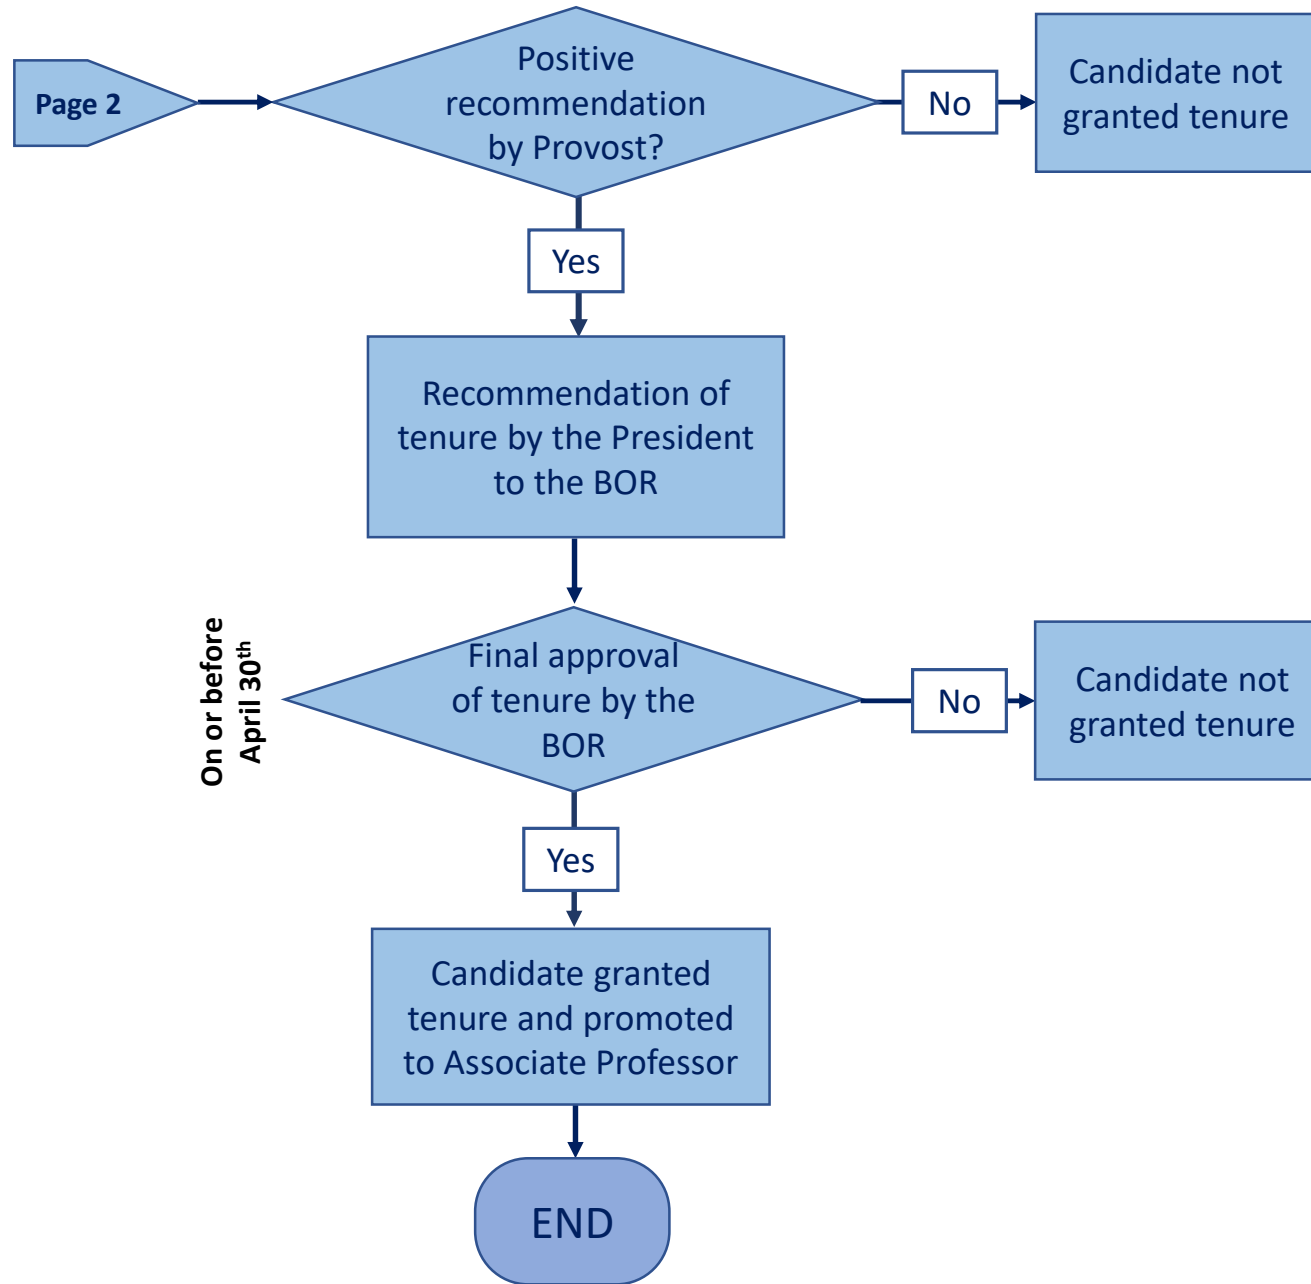 Page 2
Positive
recommendation
by Provost?
No
Candidate not
granted tenure
Yes
Recommendation of
tenure by the President
to the BOR
On or before
April 30th
Final approval
of tenure by the
BOR
No
Candidate not
granted tenure
Yes
Candidate granted
tenure and promoted
to Associate Professor
END